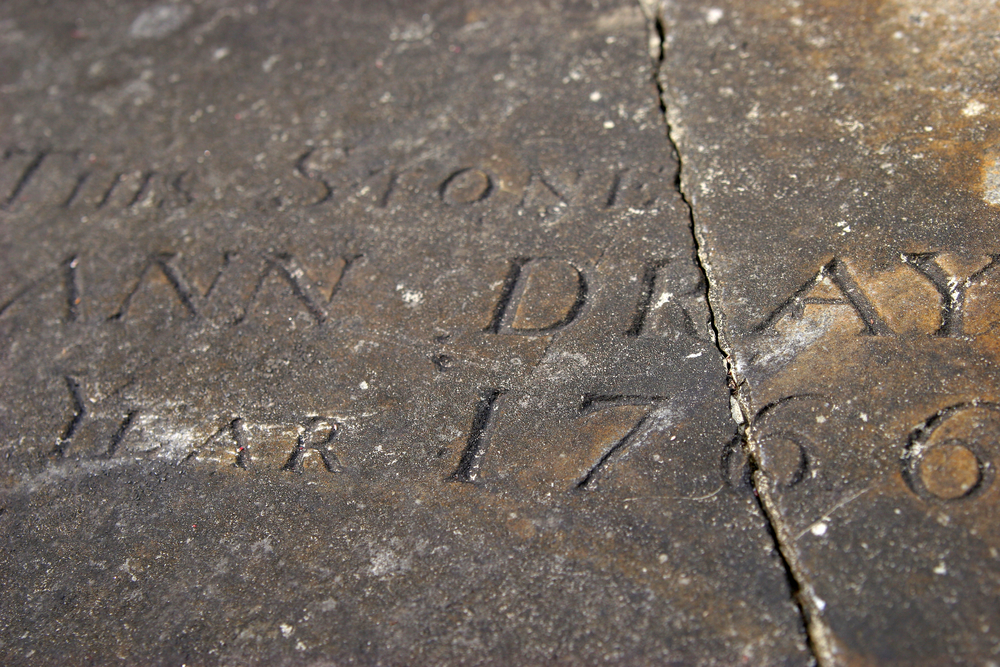 THIS STONE
ANN DRAY
YEAR 1766